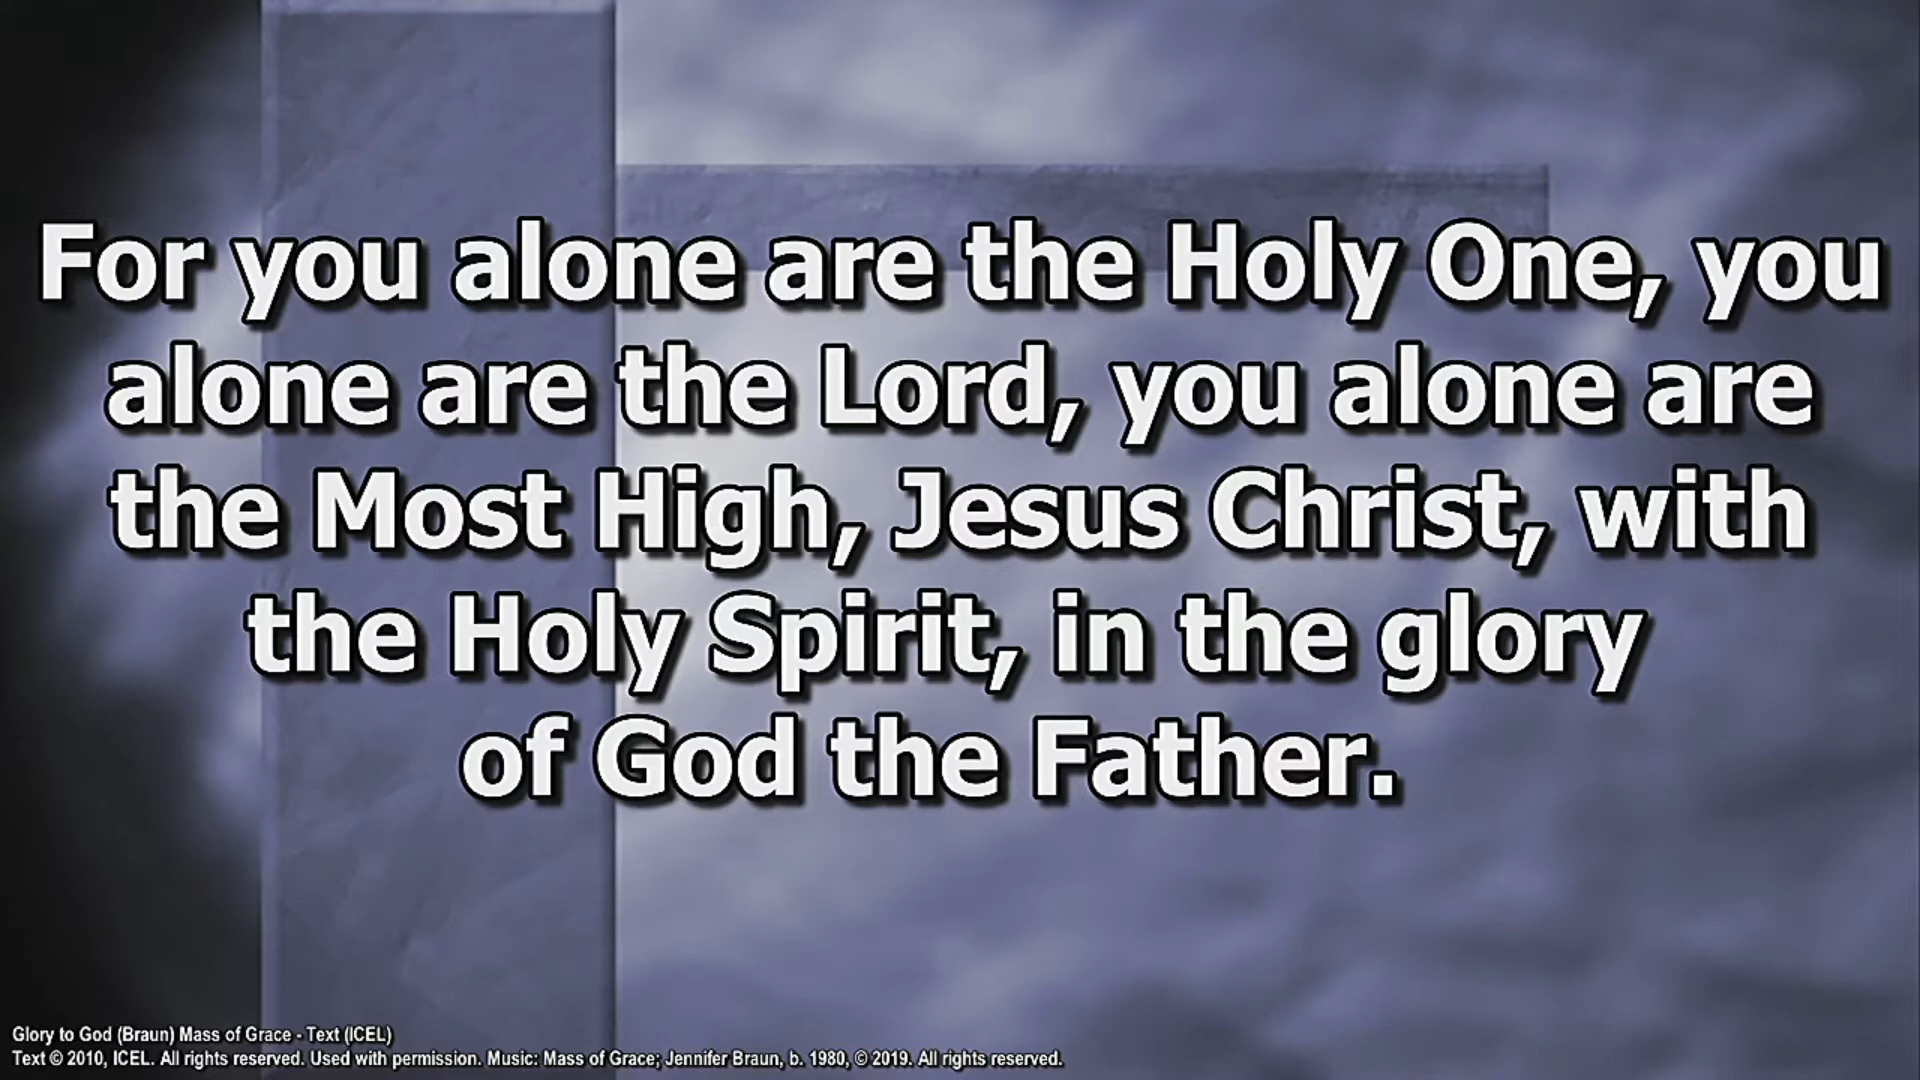 For you alone are the Holy One, you
alone are the Lord, you alone are
the Most High, Jesus Christ, with
the Holy Spirit, in the glory
of God the Father.
Glory to God (Braun) Mass of Grace - Text (ICEL)
Text © 2010, ICEL. All rights reserved. Used with permission. Music: Mass of Grace; Jennifer Braun, b. 1980, © 2019. All rights reserved.